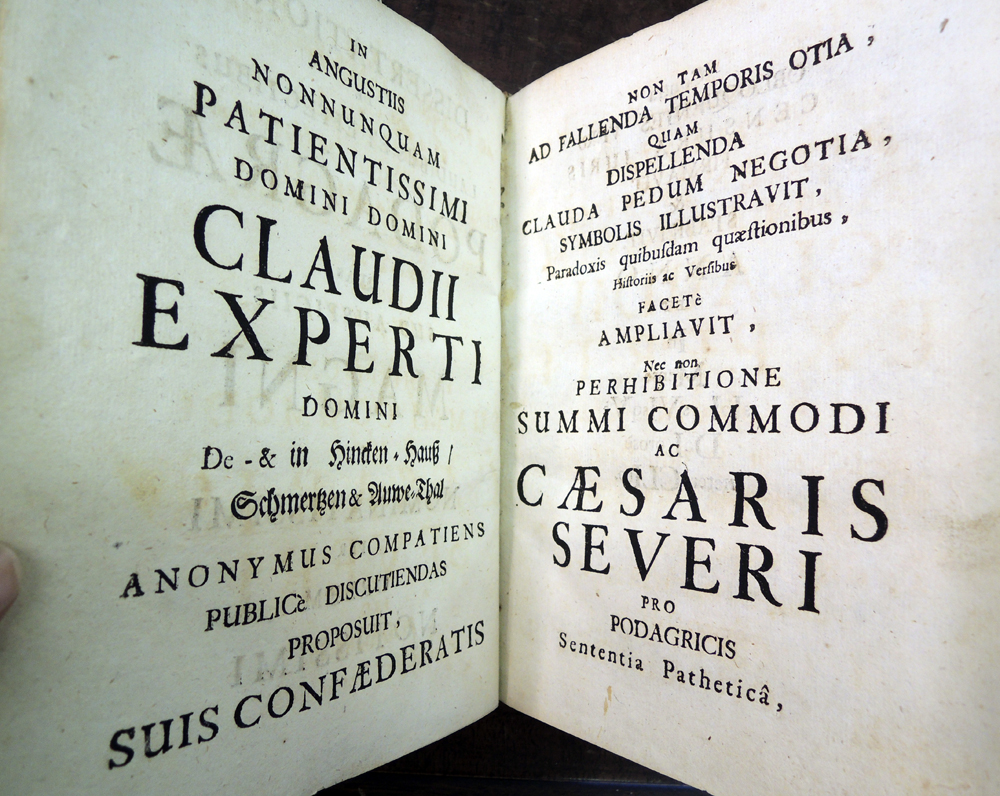 IN
ANGUSTIIS
NONNUNQUAM
PATIENTISSIMI
DOMINI DOMINI
CLAUDII
EXPERTI
DOMINI
De-& in Hincken-Hauß /
Schmertzen & Auwe-Thal
ANONYMUS COMPATIENS
PUBLICè DISCUTIENDAS
PROPOSUIT,
SUIS CONFÆDERATIS
NON TAM
AD FALLENDA TEMPORIS OTIA,
QUAM
DISPELLENDA
CLAUDA PEDUM NEGOTIA,
SYMBOLIS ILLUSTRAVIT,
Paradoxis quibuſdam quæſtionibus,
Hiſtoriis ac Verſibus
FACETè
AMPLIAVIT,
Nec non
PERHIBITIONE
SUMMI COMMODI
AC
CÆSARIS
SEVERI
PRO
PODAGRICIS
Sententia Patheticâ,